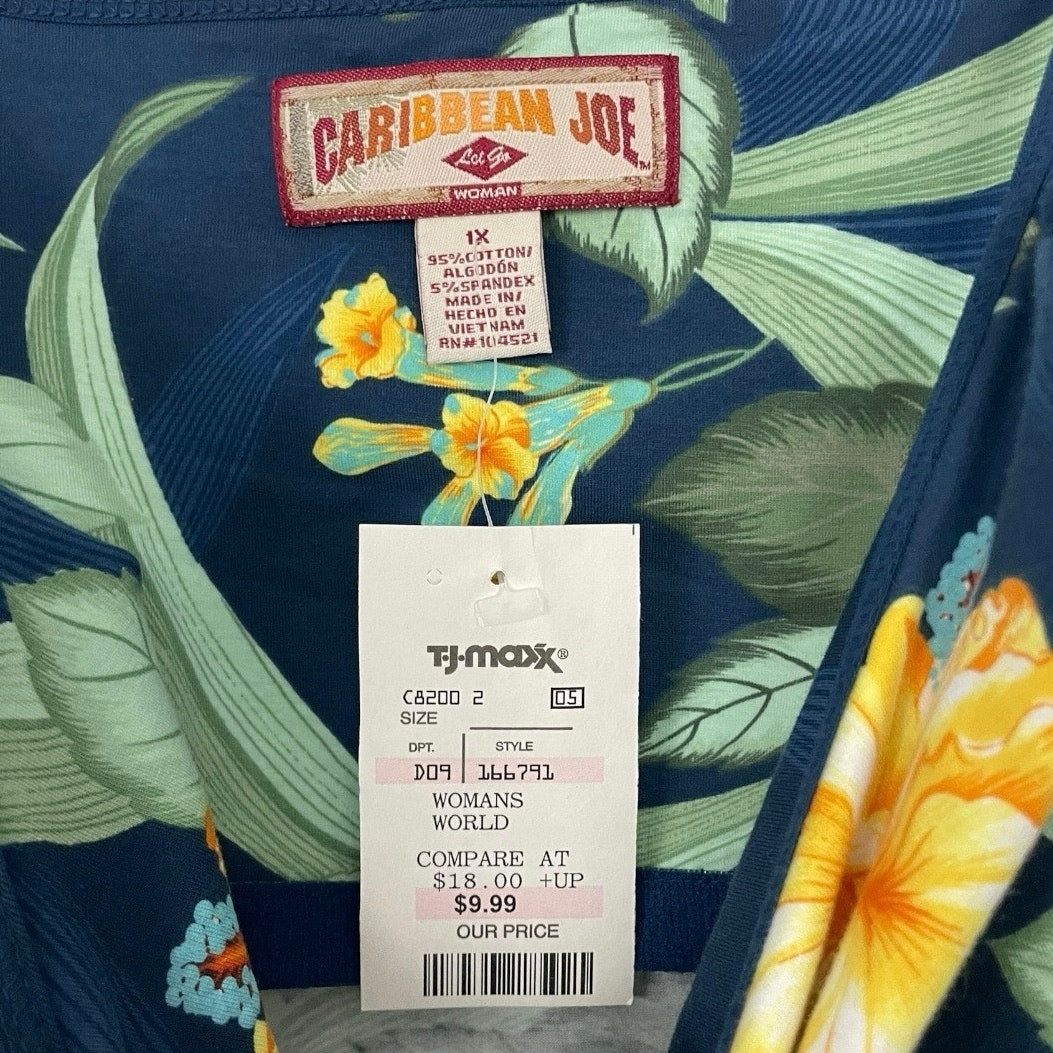 CARIBBEAN JOE™
Let Go
WOMAN
1X
95%COTTON/
ALGODÓN
5%SPANDEX
MADE IN/
HECHO EN
VIETNAM
RN#104521
T·J·maxx®
C8200 2 05
SIZE
DPT. STYLE
D09 166791
WOMANS
WORLD
COMPARE AT
$18.00 +UP
$9.99
OUR PRICE